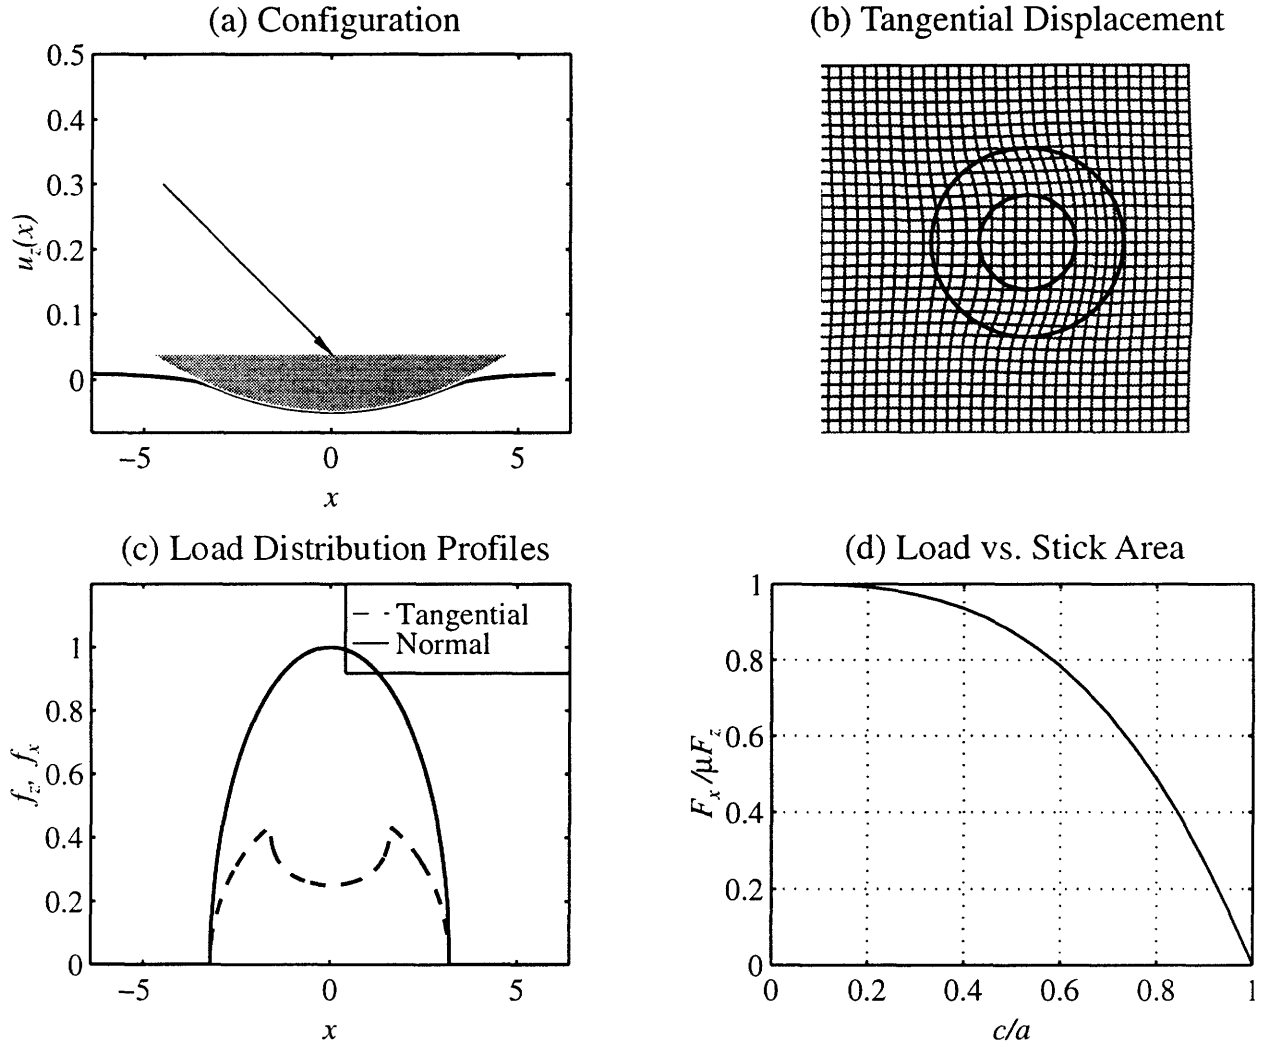 (a) Configuration
0.5
0.4
0.3
0.2
0.1
0
u_z(x)
−5
0
5
x
(b) Tangential Displacement
(c) Load Distribution Profiles
Tangential
Normal
1
0.8
0.6
0.4
0.2
0
f_z, f_x
−5
0
5
x
(d) Load vs. Stick Area
1
0.8
0.6
0.4
0.2
0
F_x/μF_z
0
0.2
0.4
0.6
0.8
1
c/a